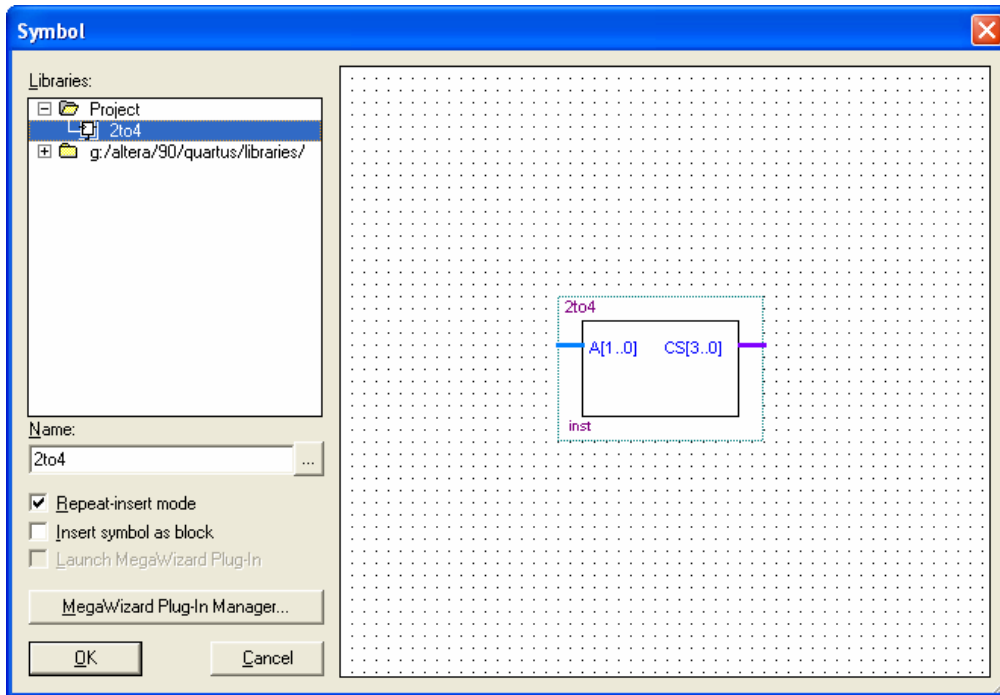 Symbol
Libraries:
Project
2to4
g:/altera/90/quartus/libraries/
2to4
A[1..0] CS[3..0]
inst
Name:
2to4
...
Repeat-insert mode
Insert symbol as block
Launch MegaWizard Plug-In
MegaWizard Plug-In Manager...
OK Cancel